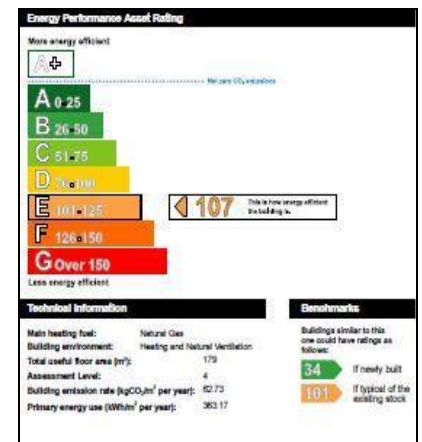 Energy Performance Asset Rating
More energy efficient
A+
Net zero CO₂ emissions
A 0-25
B 26-50
C 51-75
D 76-100
E 101-125
107 This is how energy efficient
the building is.
F 126-150
G Over 150
Less energy efficient
Technical Information
Main heating fuel: Natural Gas
Building environment: Heating and Natural Ventilation
Total useful floor area (m²): 179
Assessment Level: 4
Building emission rate (kgCO₂/m² per year): 62.73
Primary energy use (kWh/m² per year): 363.17
Benchmarks
Buildings similar to this
one could have ratings as
follows:
34 If newly built
101 If typical of the
existing stock